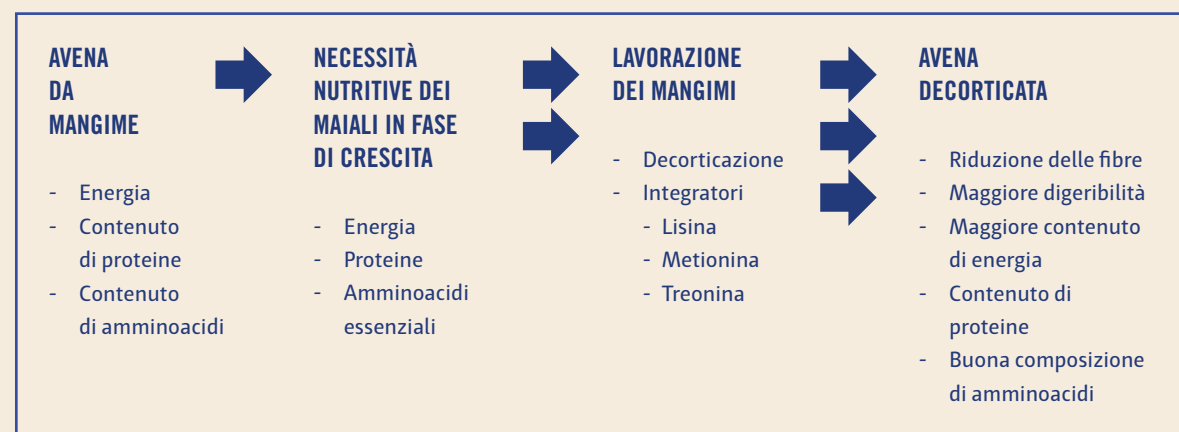 AVENA
DA
MANGIME
- Energia
- Contenuto
di proteine
- Contenuto
di amminoacidi
NECESSITÀ
NUTRITIVE DEI
MAIALI IN FASE
DI CRESCITA
- Energia
- Proteine
- Amminoacidi
essenziali
LAVORAZIONE
DEI MANGIMI
- Decorticazione
- Integratori
- Lisina
- Metionina
- Treonina
AVENA
DECORTICATA
- Riduzione delle fibre
- Maggiore digeribilità
- Maggiore contenuto
di energia
- Contenuto di
proteine
- Buona composizione
di amminoacidi